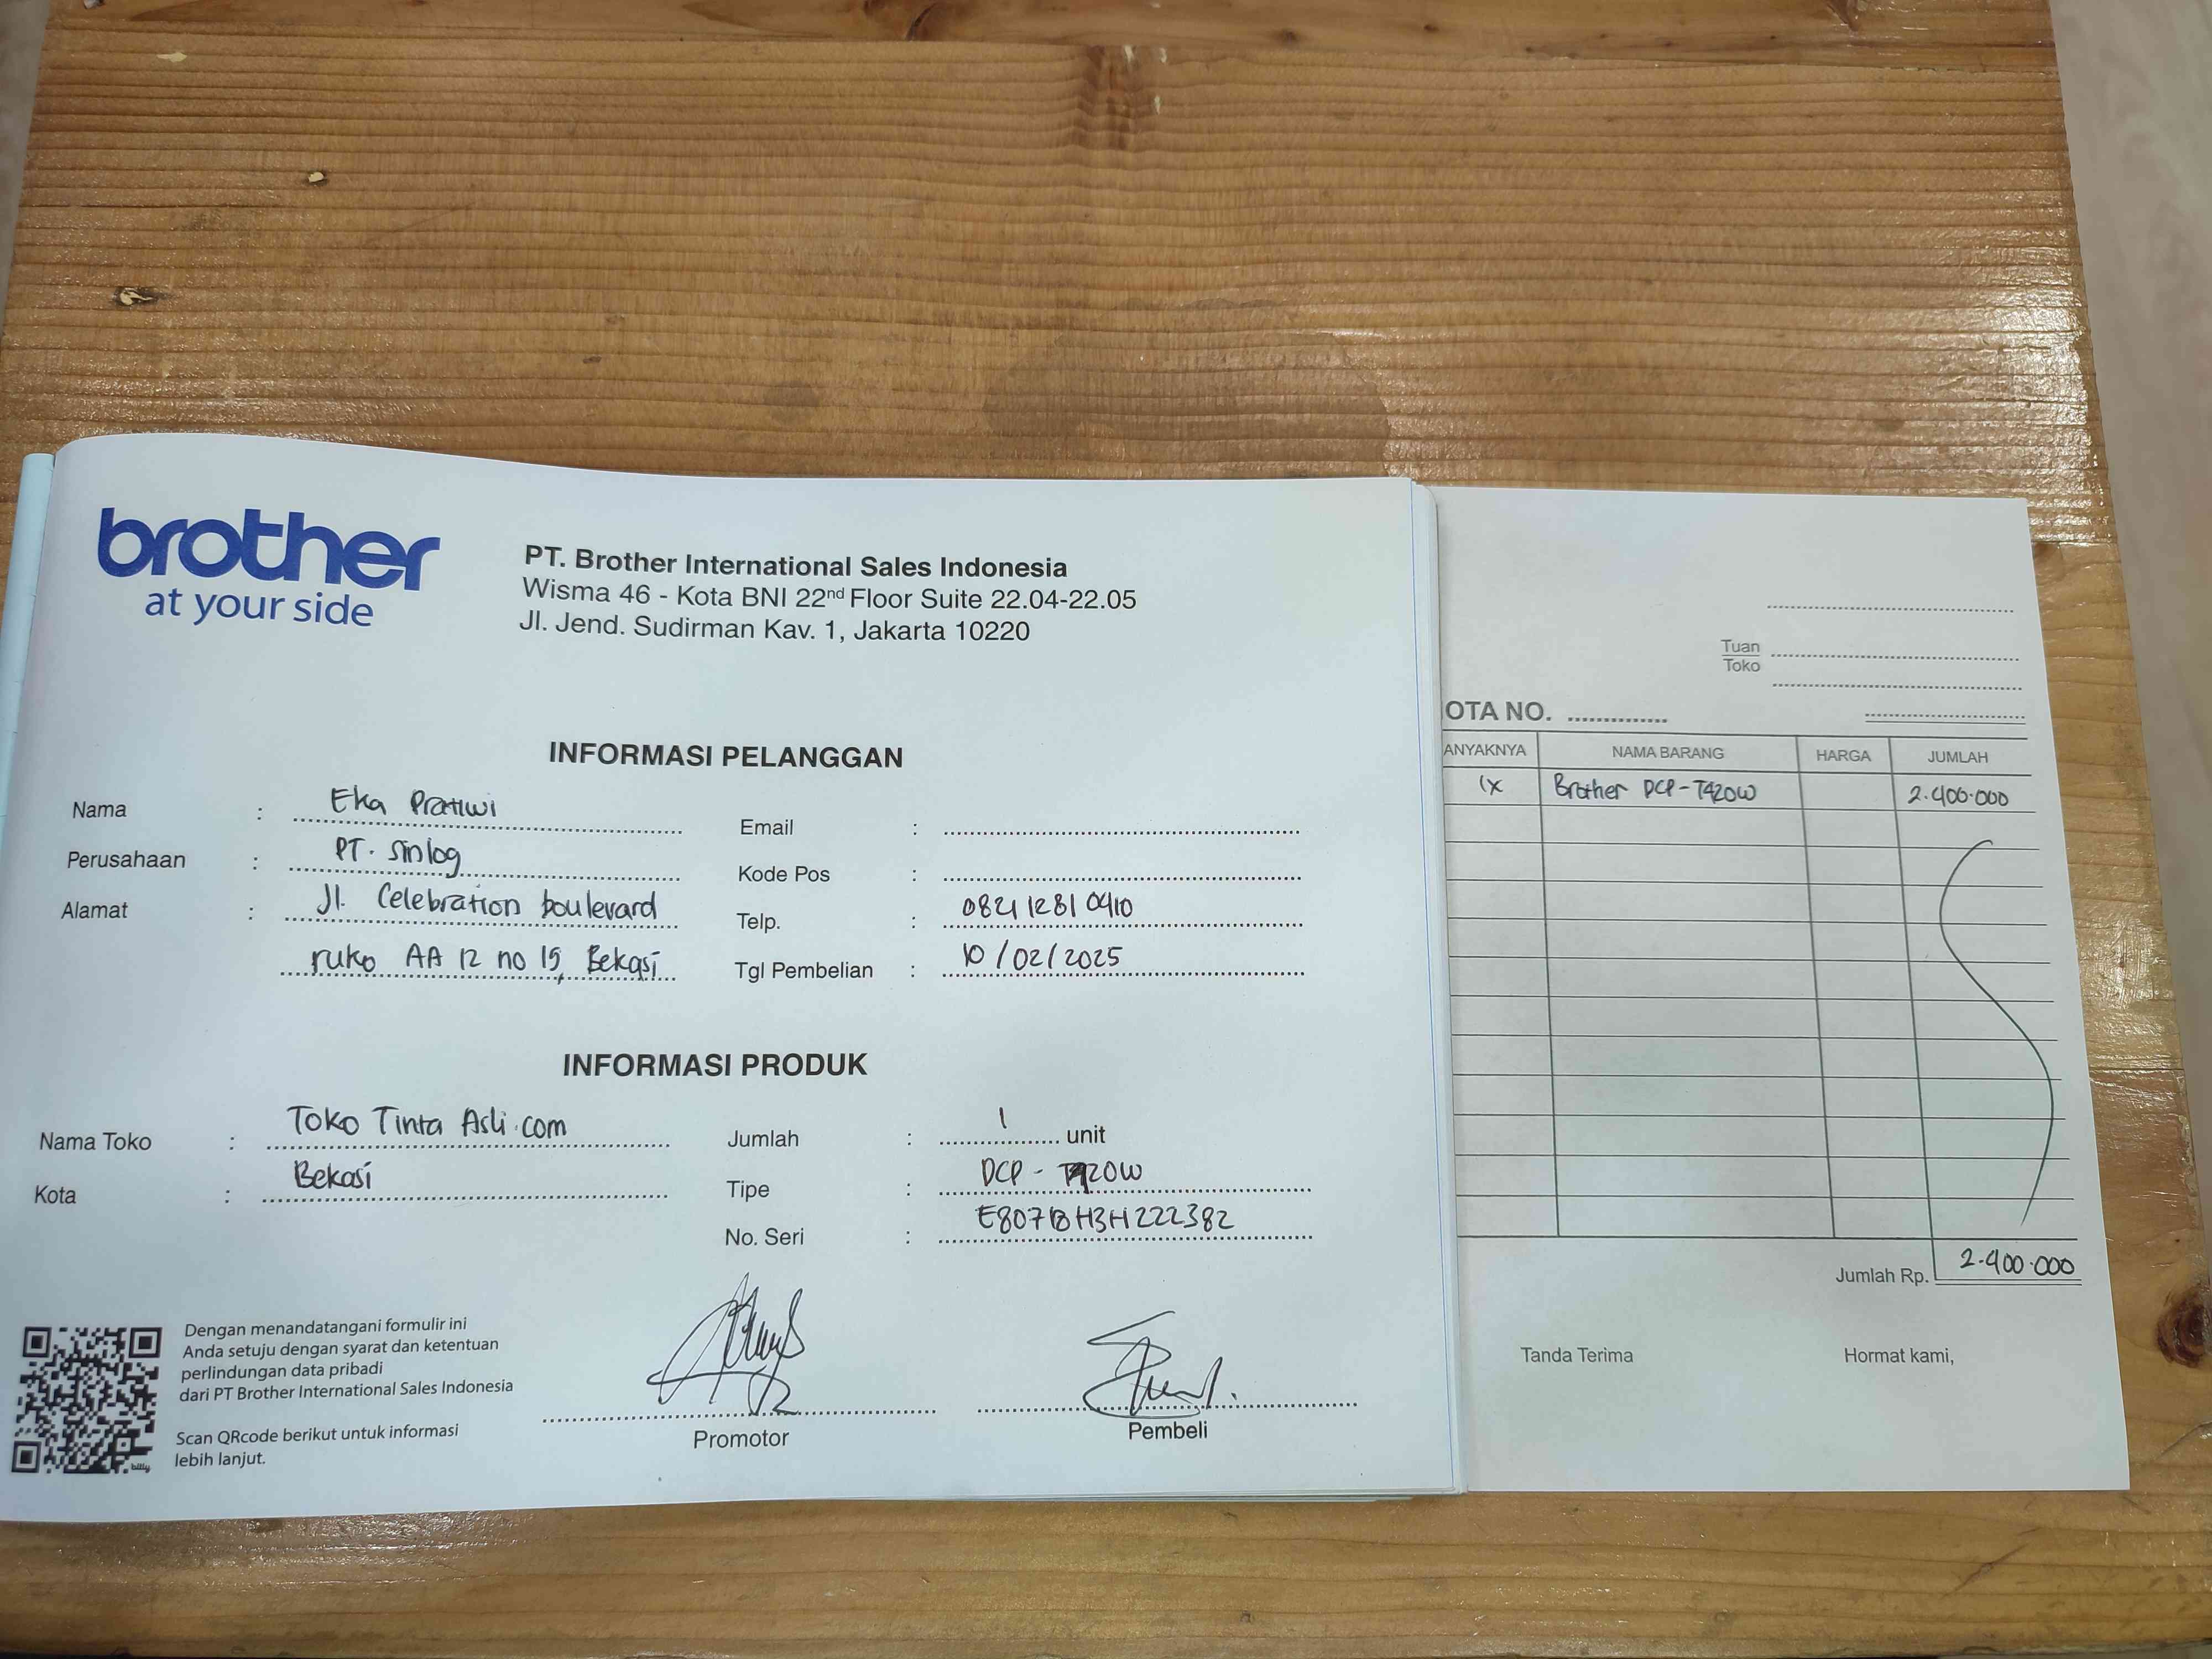 brother
at your side
PT. Brother International Sales Indonesia
Wisma 46 - Kota BNI 22nd Floor Suite 22.04-22.05
Jl. Jend. Sudirman Kav. 1, Jakarta 10220
INFORMASI PELANGGAN
Nama : Eka Pratiwi
Perusahaan : PT. Sinlog
Alamat : Jl. Celebration boulevard
ruko AA 12 no 19, Bekasi
Email :
Kode Pos :
Telp. : 082112810410
Tgl Pembelian : 10/02/2025
INFORMASI PRODUK
Nama Toko : Toko Tinta Asli.com
Kota : Bekasi
Jumlah : 1 unit
Tipe : DCP - T420W
No. Seri : E80718H3H222382
Dengan menandatangani formulir ini
Anda setuju dengan syarat dan ketentuan
perlindungan data pribadi
dari PT Brother International Sales Indonesia
Scan QRcode berikut untuk informasi
lebih lanjut.
billy
Promotor
Pembeli
Tuan
Toko
OTA NO.
ANYAKNYA NAMA BARANG HARGA JUMLAH
1x Brother DCP-T420W 2.400.000
Jumlah Rp. 2.400.000
Tanda Terima Hormat kami,